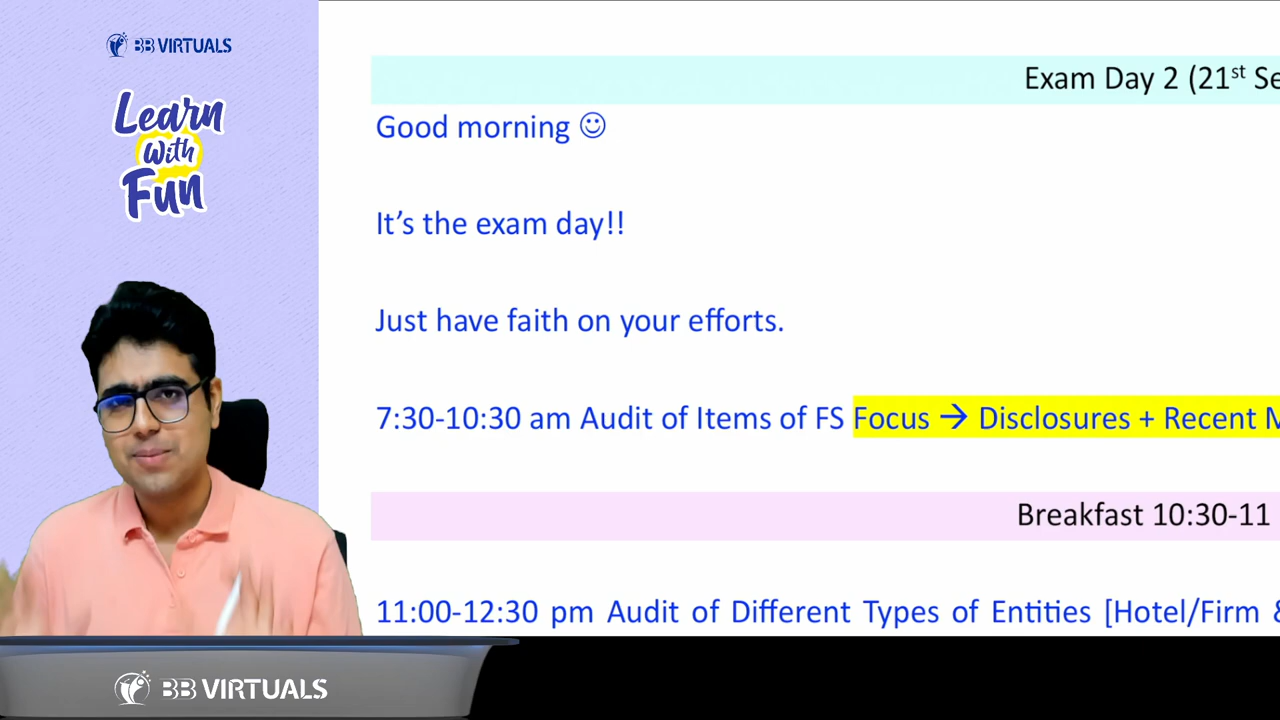 BB VIRTUALS
Learn
With
Fun
Exam Day 2 (21st Se
Good morning ☺
It's the exam day!!
Just have faith on your efforts.
7:30-10:30 am Audit of Items of FS Focus → Disclosures + Recent M
Breakfast 10:30-11
11:00-12:30 pm Audit of Different Types of Entities [Hotel/Firm &
BB VIRTUALS